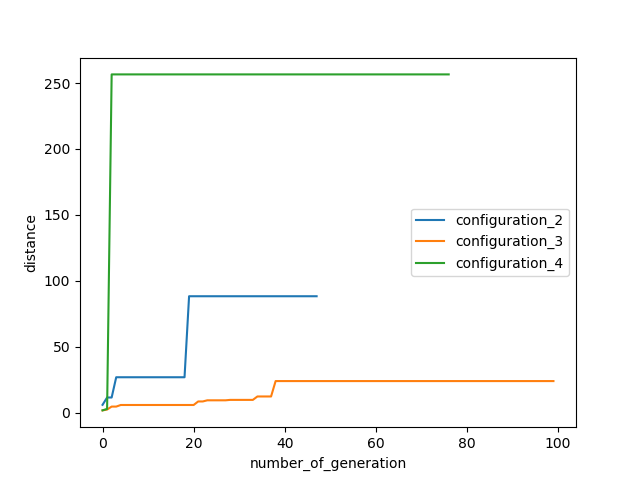 250
200
150
100
50
0
distance
configuration_2
configuration_3
configuration_4
0
20
40
60
80
100
number_of_generation